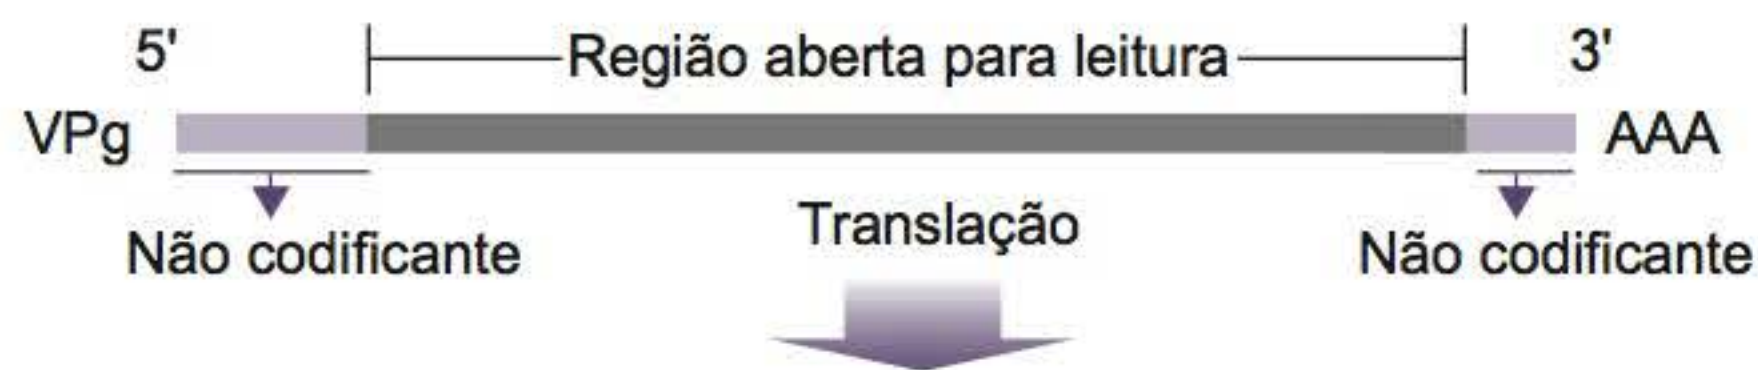 5' Região aberta para leitura 3'
VPg AAA
Não codificante Translação Não codificante